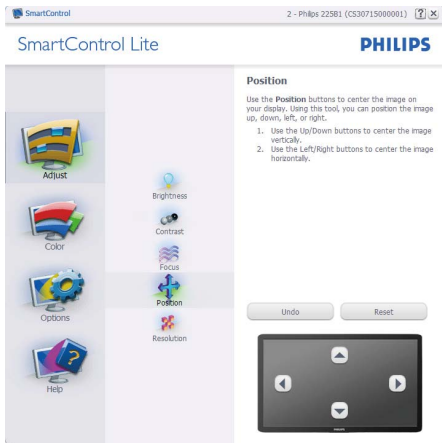 SmartControl
2 - Philips 225B1 (CS30715000001)
?
SmartControl Lite
PHILIPS
Adjust
Color
Options
Help
Brightness
Contrast
Focus
Position
Resolution
Position
Use the Position buttons to center the image on
your display. Using this tool, you can position the image
up, down, left, or right.
1. Use the Up/Down buttons to center the image
vertically.
2. Use the Left/Right buttons to center the image
horizontally.
Undo
Reset